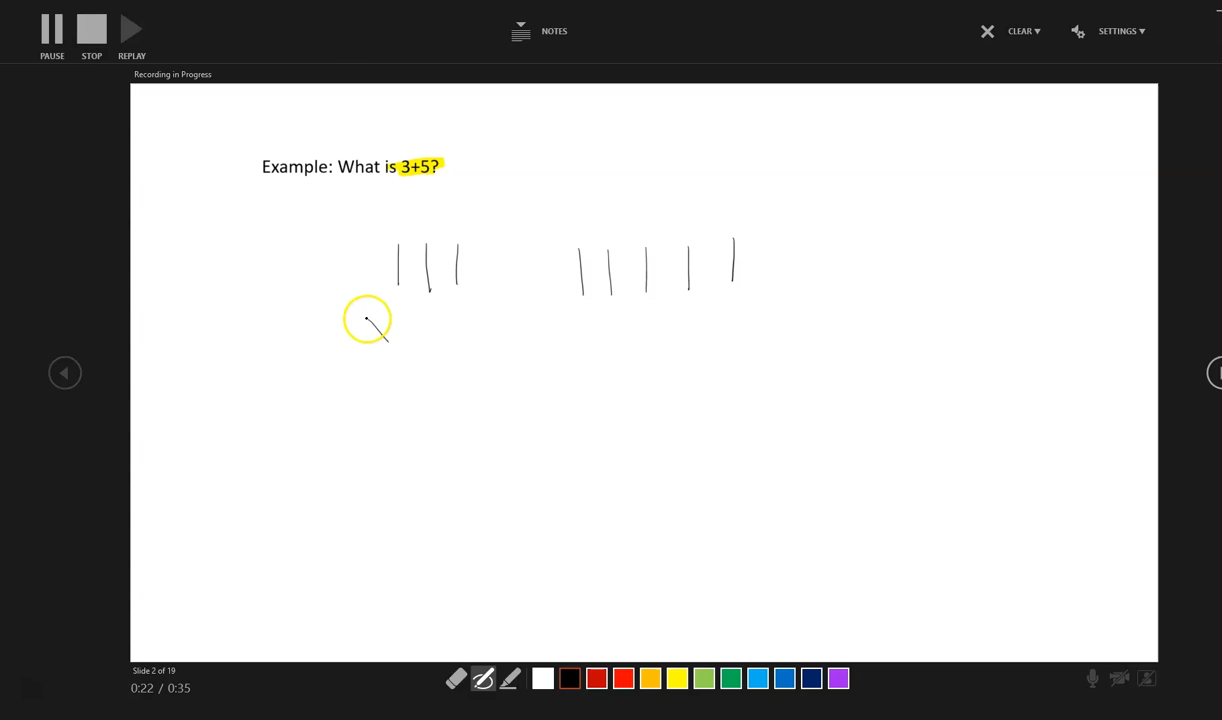 PAUSE STOP REPLAY
NOTES
CLEAR
SETTINGS
Recording in Progress
Example: What is 3+5?
Slide 2 of 19
0:22 / 0:35